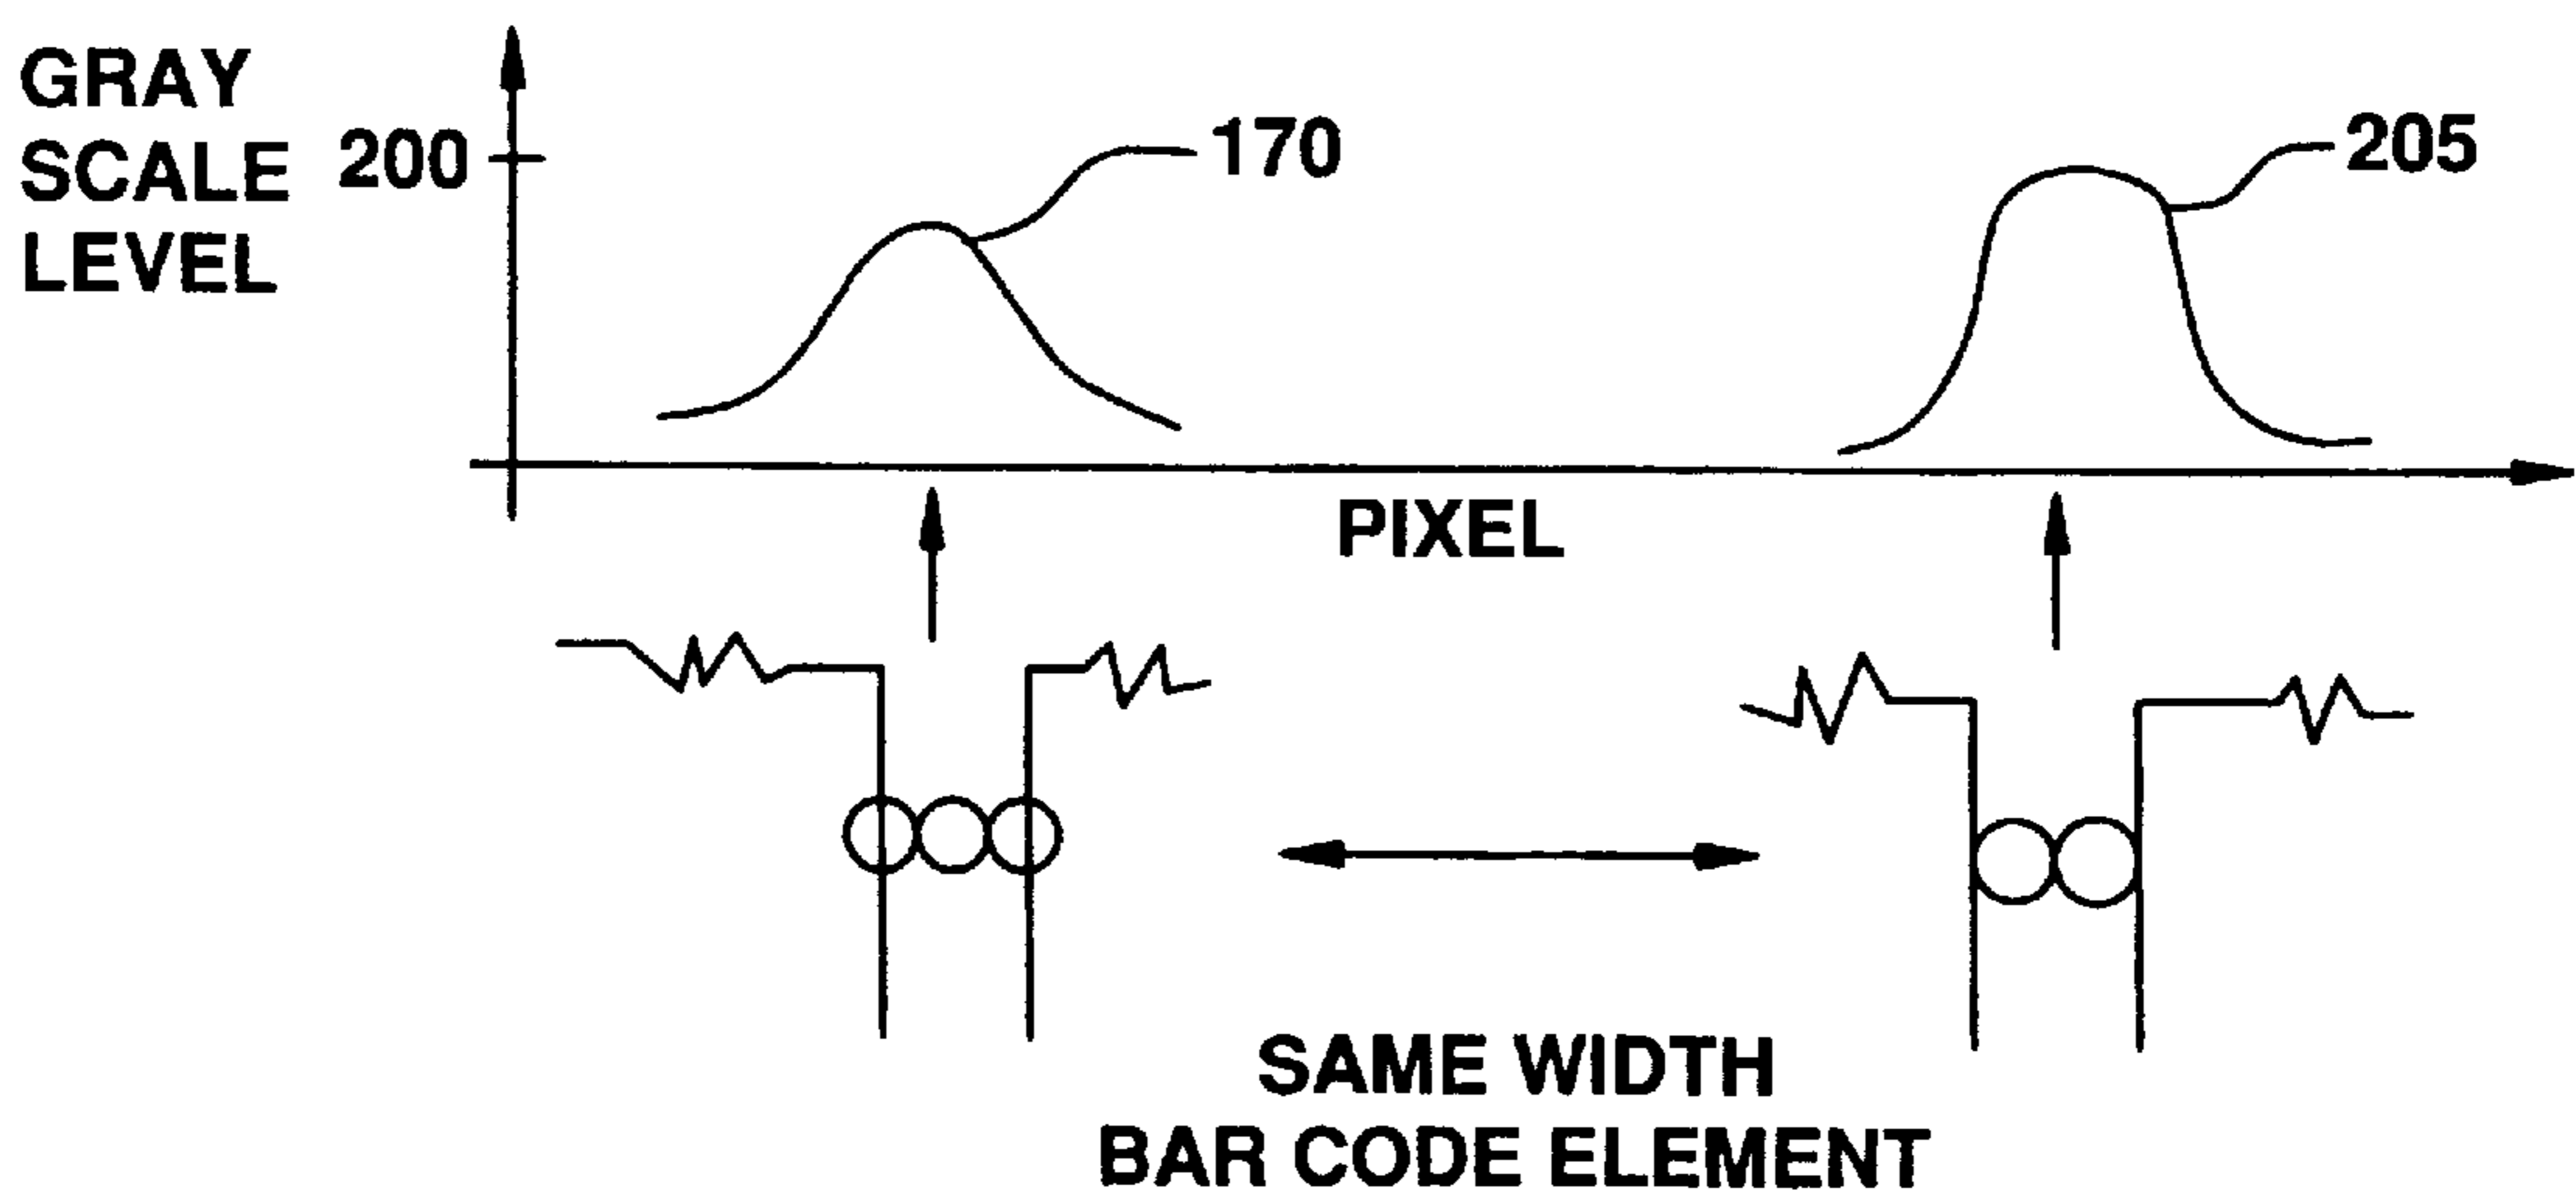 GRAY
SCALE
LEVEL
200
170
205
PIXEL
SAME WIDTH
BAR CODE ELEMENT